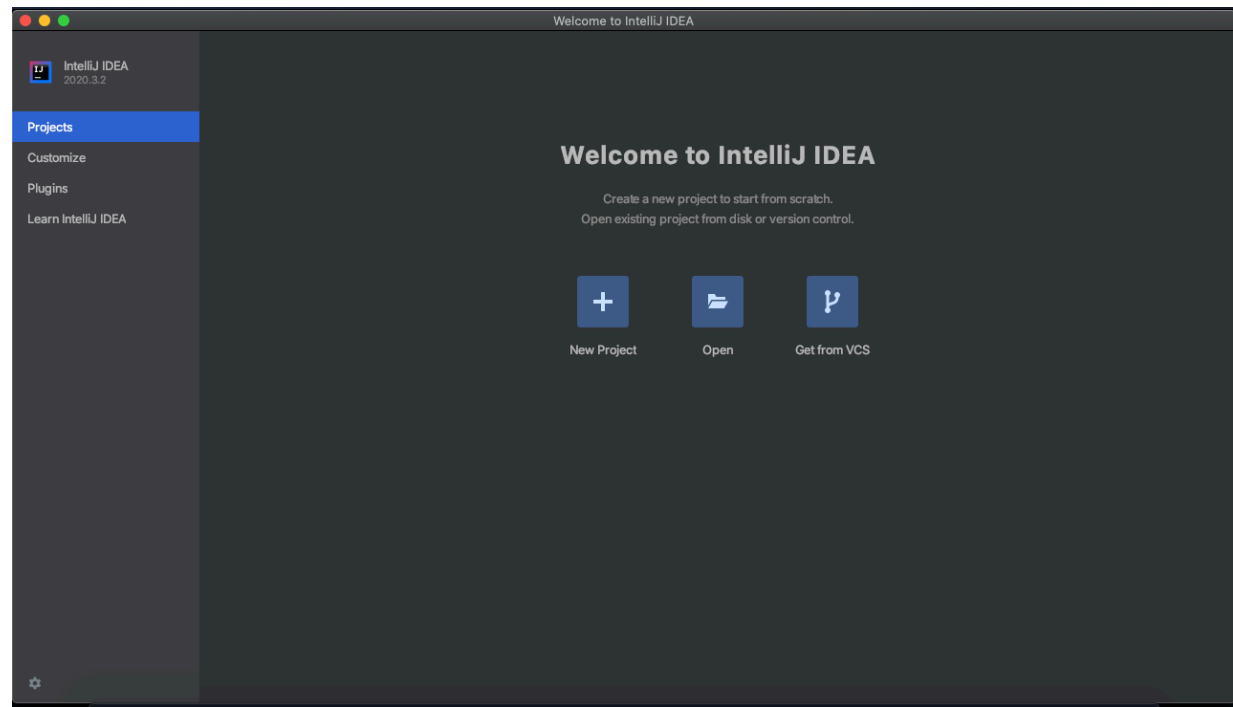 Welcome to IntelliJ IDEA
IJ
IntelliJ IDEA
2020.3.2
Projects
Customize
Plugins
Learn IntelliJ IDEA
Welcome to IntelliJ IDEA
Create a new project to start from scratch.
Open existing project from disk or version control.
New Project
Open
Get from VCS